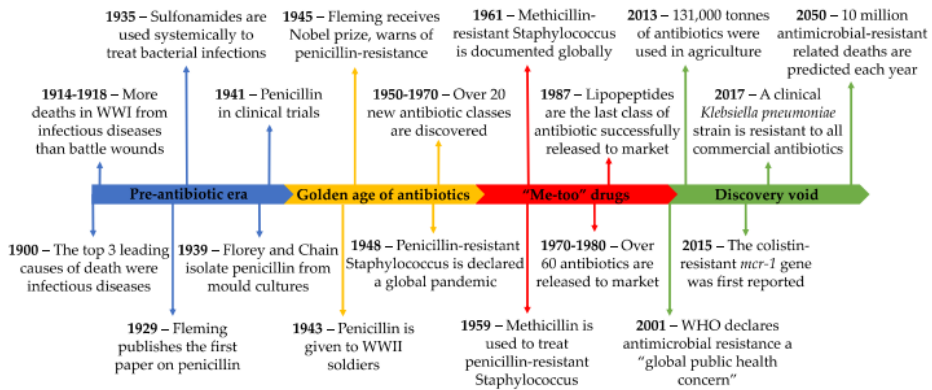 1935 – Sulfonamides are
used systemically to
treat bacterial infections
1945 – Fleming receives
Nobel prize, warns of
penicillin-resistance
1961 – Methicillin-
resistant Staphylococcus
is documented globally
2013 – 131,000 tonnes
of antibiotics were
used in agriculture
2050 – 10 million
antimicrobial-resistant
related deaths are
predicted each year
1914-1918 – More
deaths in WWI from
infectious diseases
than battle wounds
1941 – Penicillin
in clinical trials
1950-1970 – Over 20
new antibiotic classes
are discovered
1987 – Lipopeptides
are the last class of
antibiotic successfully
released to market
2017 – A clinical
Klebsiella pneumoniae
strain is resistant to all
commercial antibiotics
Pre-antibiotic era
Golden age of antibiotics
“Me-too” drugs
Discovery void
1900 – The top 3 leading
causes of death were
infectious diseases
1939 – Florey and Chain
isolate penicillin from
mould cultures
1948 – Penicillin-resistant
Staphylococcus is declared
a global pandemic
1970-1980 – Over
60 antibiotics are
released to market
2015 – The colistin-
resistant mcr-1 gene
was first reported
1929 – Fleming
publishes the first
paper on penicillin
1943 – Penicillin is
given to WWII
soldiers
1959 – Methicillin is
used to treat
penicillin-resistant
Staphylococcus
2001 – WHO declares
antimicrobial resistance a
“global public health
concern”